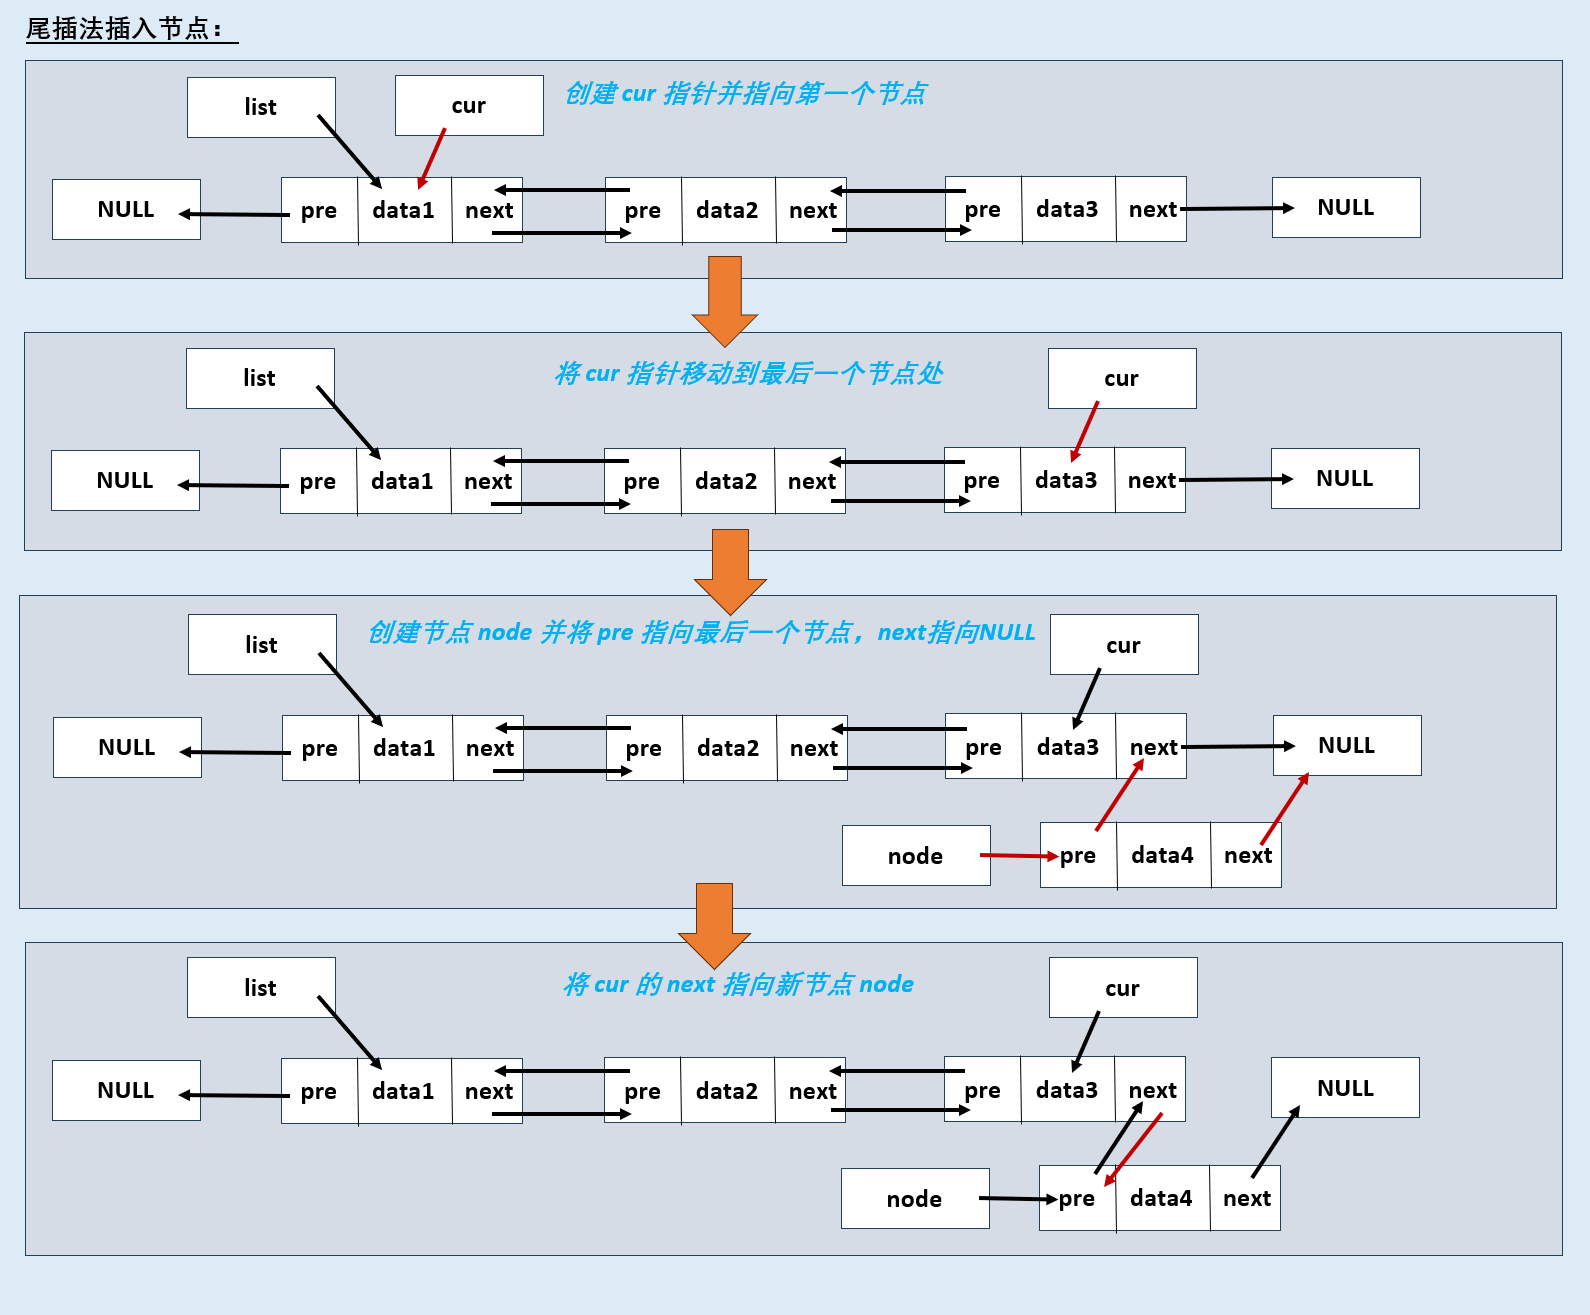 尾插法插入节点：
创建 cur 指针并指向第一个节点
list
cur
NULL
pre
data1
next
pre
data2
next
pre
data3
next
NULL
将 cur 指针移动到最后一个节点处
list
cur
NULL
pre
data1
next
pre
data2
next
pre
data3
next
NULL
创建节点 node 并将 pre 指向最后一个节点，next指向NULL
list
cur
NULL
pre
data1
next
pre
data2
next
pre
data3
next
NULL
node
pre
data4
next
将 cur 的 next 指向新节点 node
list
cur
NULL
pre
data1
next
pre
data2
next
pre
data3
next
NULL
node
pre
data4
next